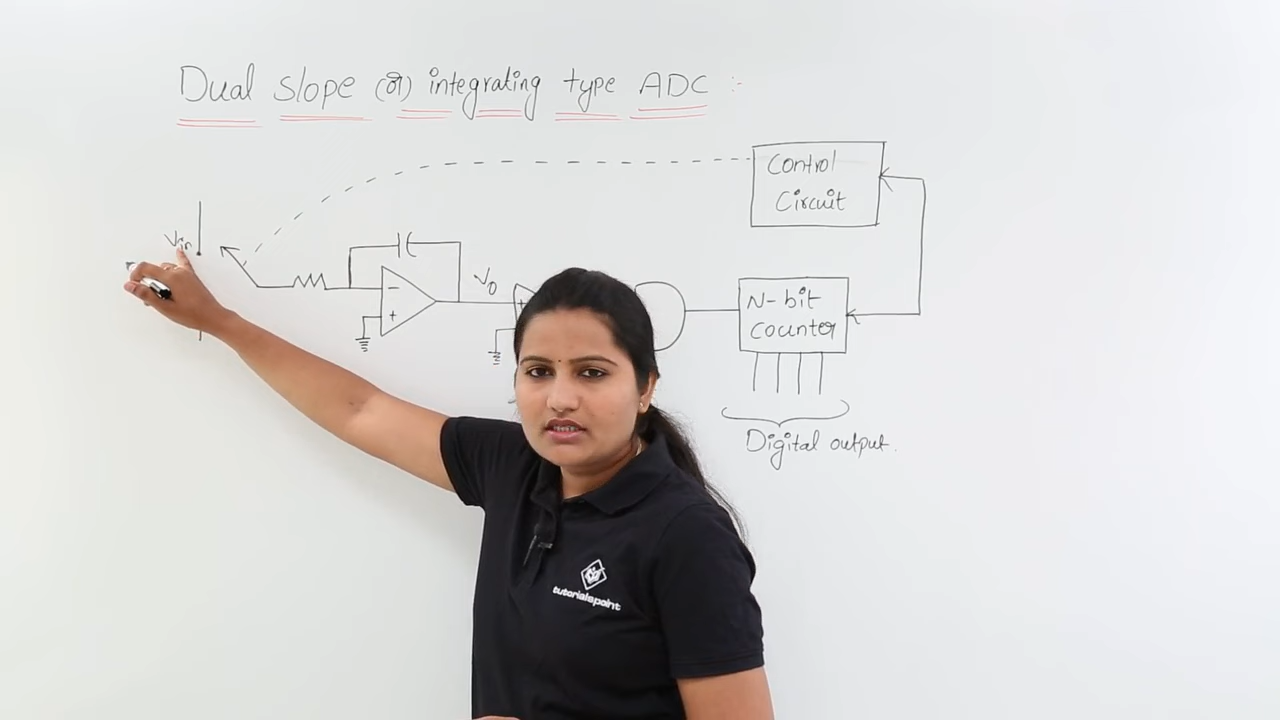 Dual slope (or) integrating type ADC :-
Control
Circuit
Vin
V0
N-bit
Counter
Digital output.
tutorialspoint